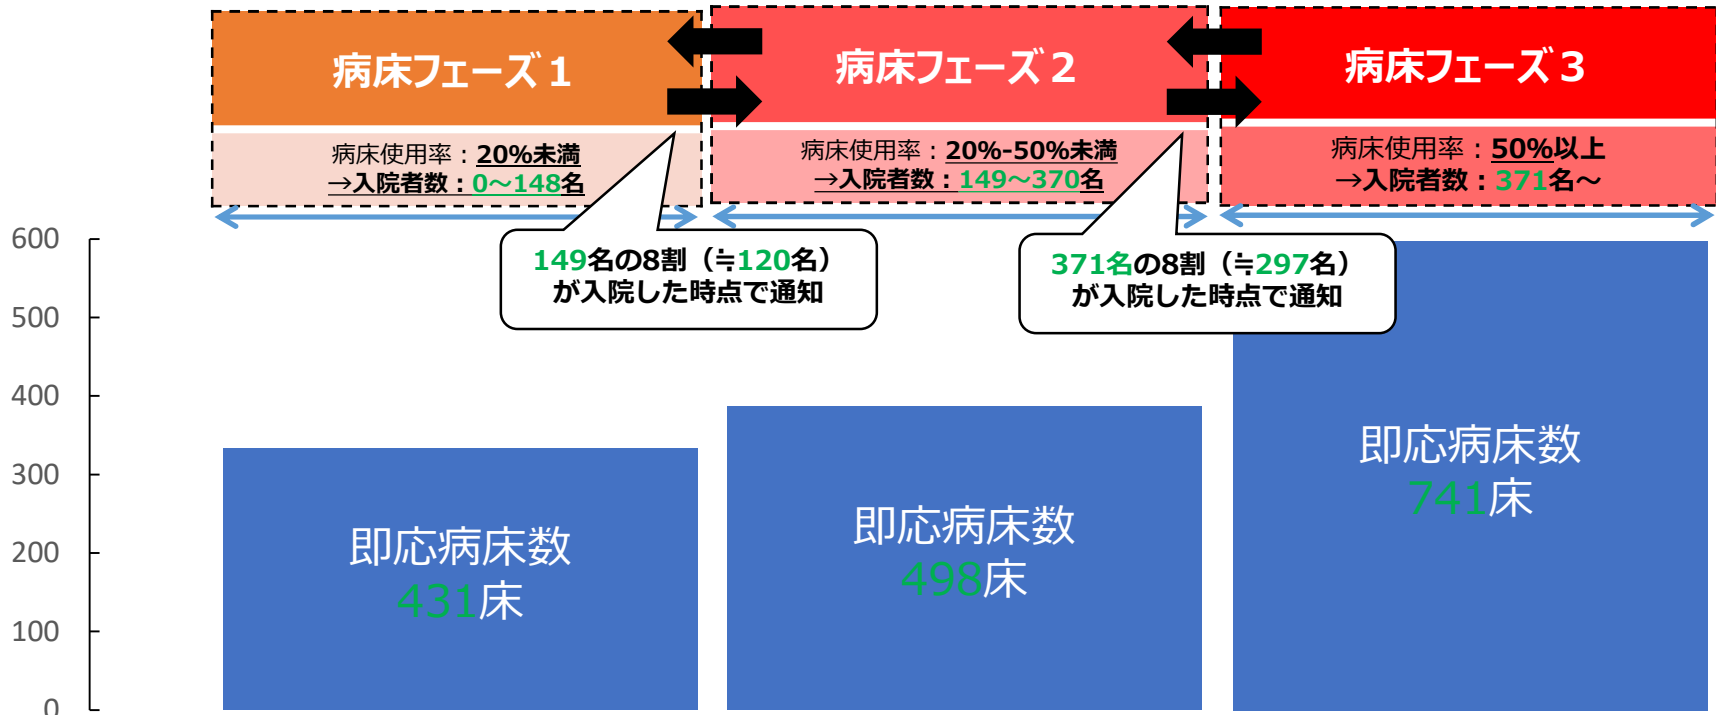 病床フェーズ１
病床フェーズ２
病床フェーズ３
病床使用率：20%未満
→入院者数：0～148名
病床使用率：20%-50%未満
→入院者数：149～370名
病床使用率：50%以上
→入院者数：371名～
149名の8割（≒120名）
が入院した時点で通知
371名の8割（≒297名）
が入院した時点で通知
600
500
400
300
200
100
0
即応病床数
431床
即応病床数
498床
即応病床数
741床